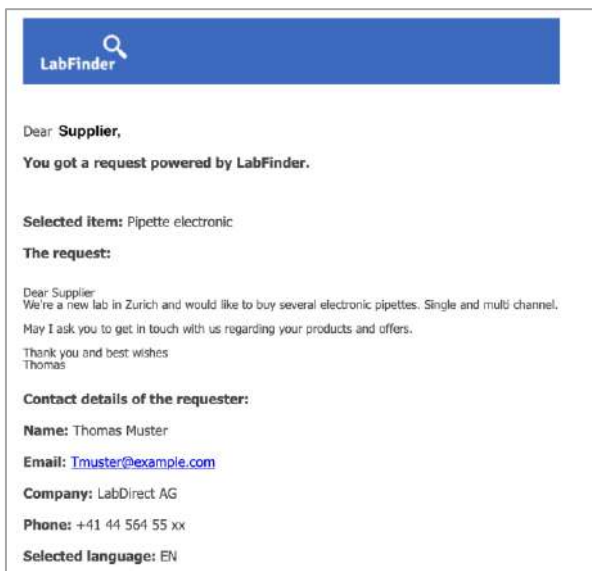 LabFinder
Dear Supplier,
You got a request powered by LabFinder.
Selected item: Pipette electronic
The request:
Dear Supplier
We're a new lab in Zurich and would like to buy several electronic pipettes. Single and multi channel.
May I ask you to get in touch with us regarding your products and offers.
Thank you and best wishes
Thomas
Contact details of the requester:
Name: Thomas Muster
Email: Tmuster@example.com
Company: LabDirect AG
Phone: +41 44 564 55 xx
Selected language: EN